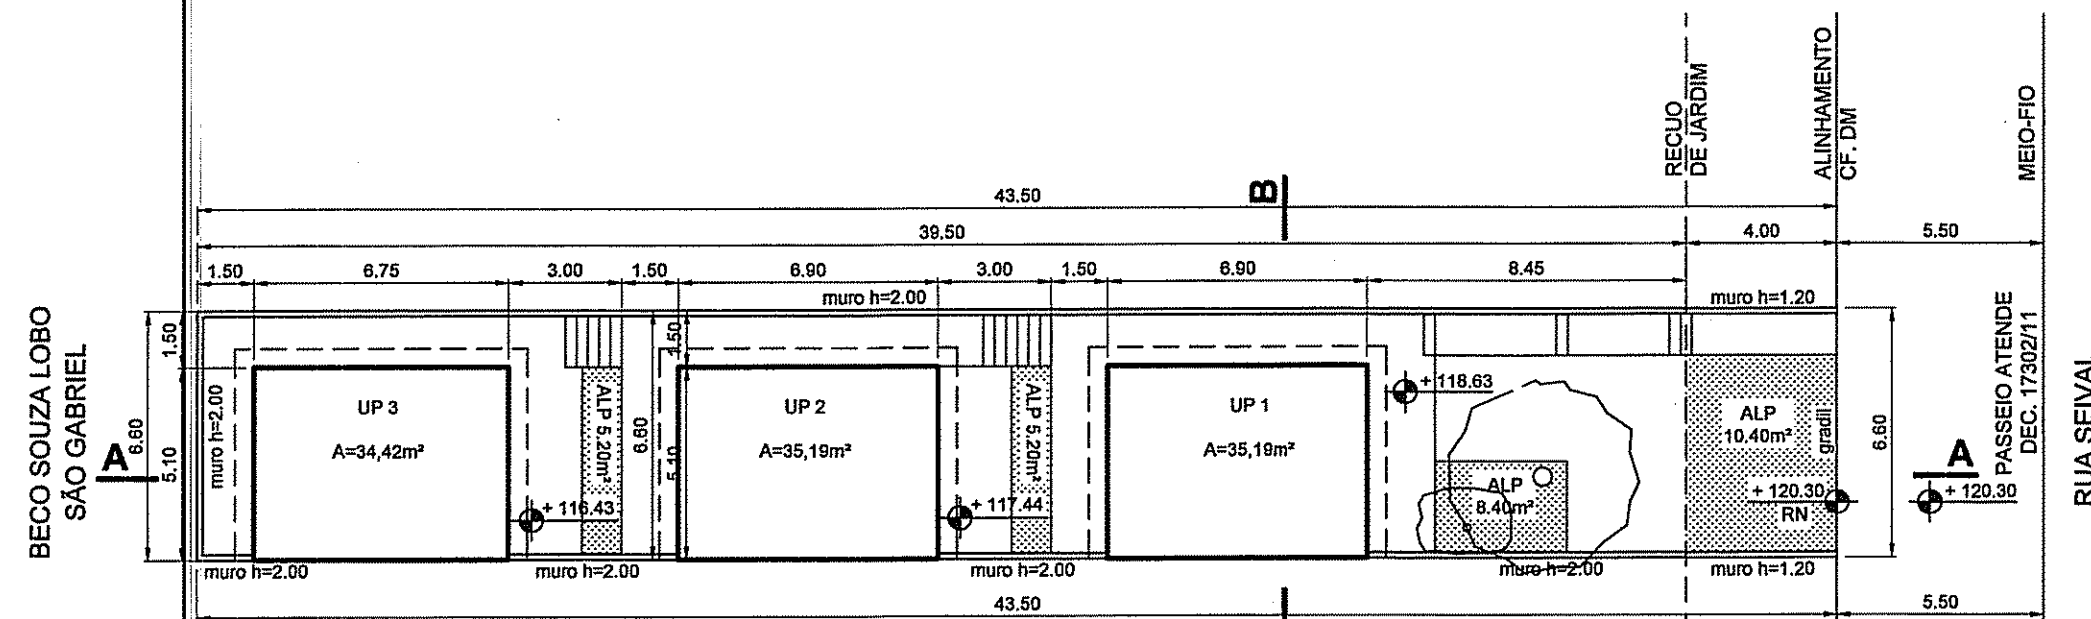 RECUO
DE JARDIM
ALINHAMENTO
CF. DM
MEIO-FIO
43.50
B
39.50
4.00
5.50
1.50
6.75
3.00
1.50
6.90
3.00
1.50
6.90
8.45
muro h=2.00
muro h=1.20
BECO SOUZA LOBO
SÃO GABRIEL
A
6.60
1.50
5.10
muro h=2.00
UP 3
A=34,42m²
+ 116.43
ALP 5.20m²
6.60
1.50
5.10
UP 2
A=35,19m²
+ 117.44
ALP 5.20m²
UP 1
A=35,19m²
+ 118.63
ALP
8.40m²
ALP
10.40m²
gradil
+ 120.30
RN
6.60
A
+ 120.30
PASSEIO ATENDE
DEC. 17302/11
RUA SEIVAL
muro h=2.00
muro h=2.00
muro h=2.00
muro h=2.00
muro h=1.20
43.50
5.50